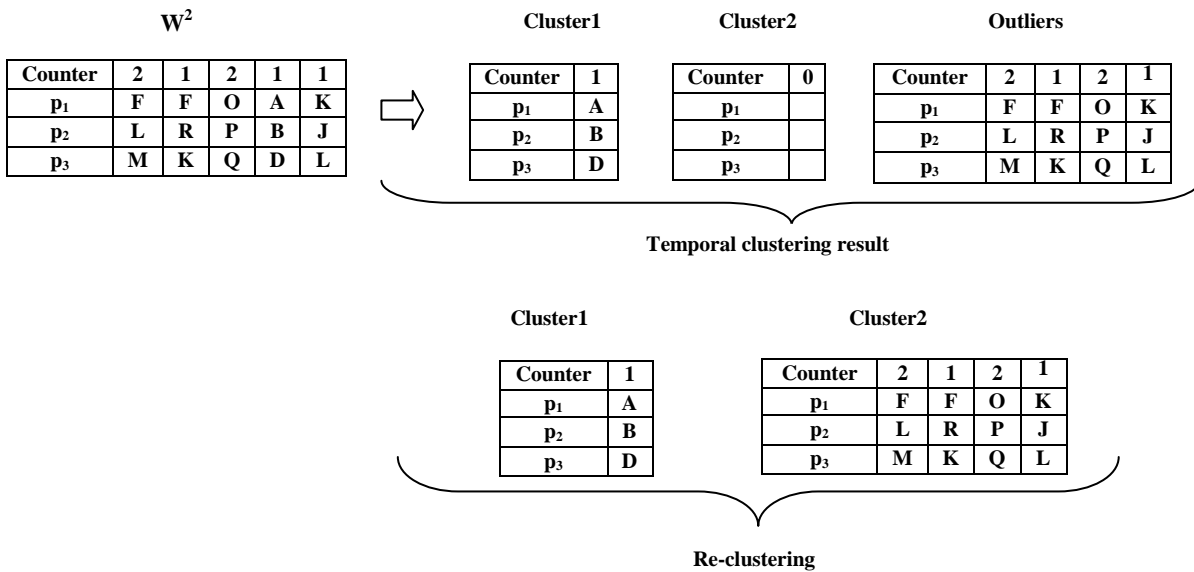 W²
Counter 2 1 2 1 1
p₁ F F O A K
p₂ L R P B J
p₃ M K Q D L
Cluster1
Counter 1
p₁ A
p₂ B
p₃ D
Cluster2
Counter 0
p₁
p₂
p₃
Outliers
Counter 2 1 2 1
p₁ F F O K
p₂ L R P J
p₃ M K Q L
Temporal clustering result
Cluster1
Counter 1
p₁ A
p₂ B
p₃ D
Cluster2
Counter 2 1 2 1
p₁ F F O K
p₂ L R P J
p₃ M K Q L
Re-clustering